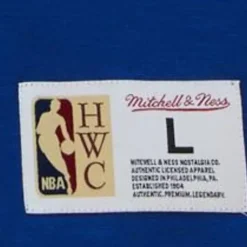 Mitchell & Ness
H
W
C
NBA
L
MITCHELL & NESS NOSTALGIA CO.
AUTHENTIC LICENSED APPAREL
DESIGNED IN PHILADELPHIA, PA.
ESTABLISHED 1904
AUTHENTIC. PREMIUM. LEGENDARY.